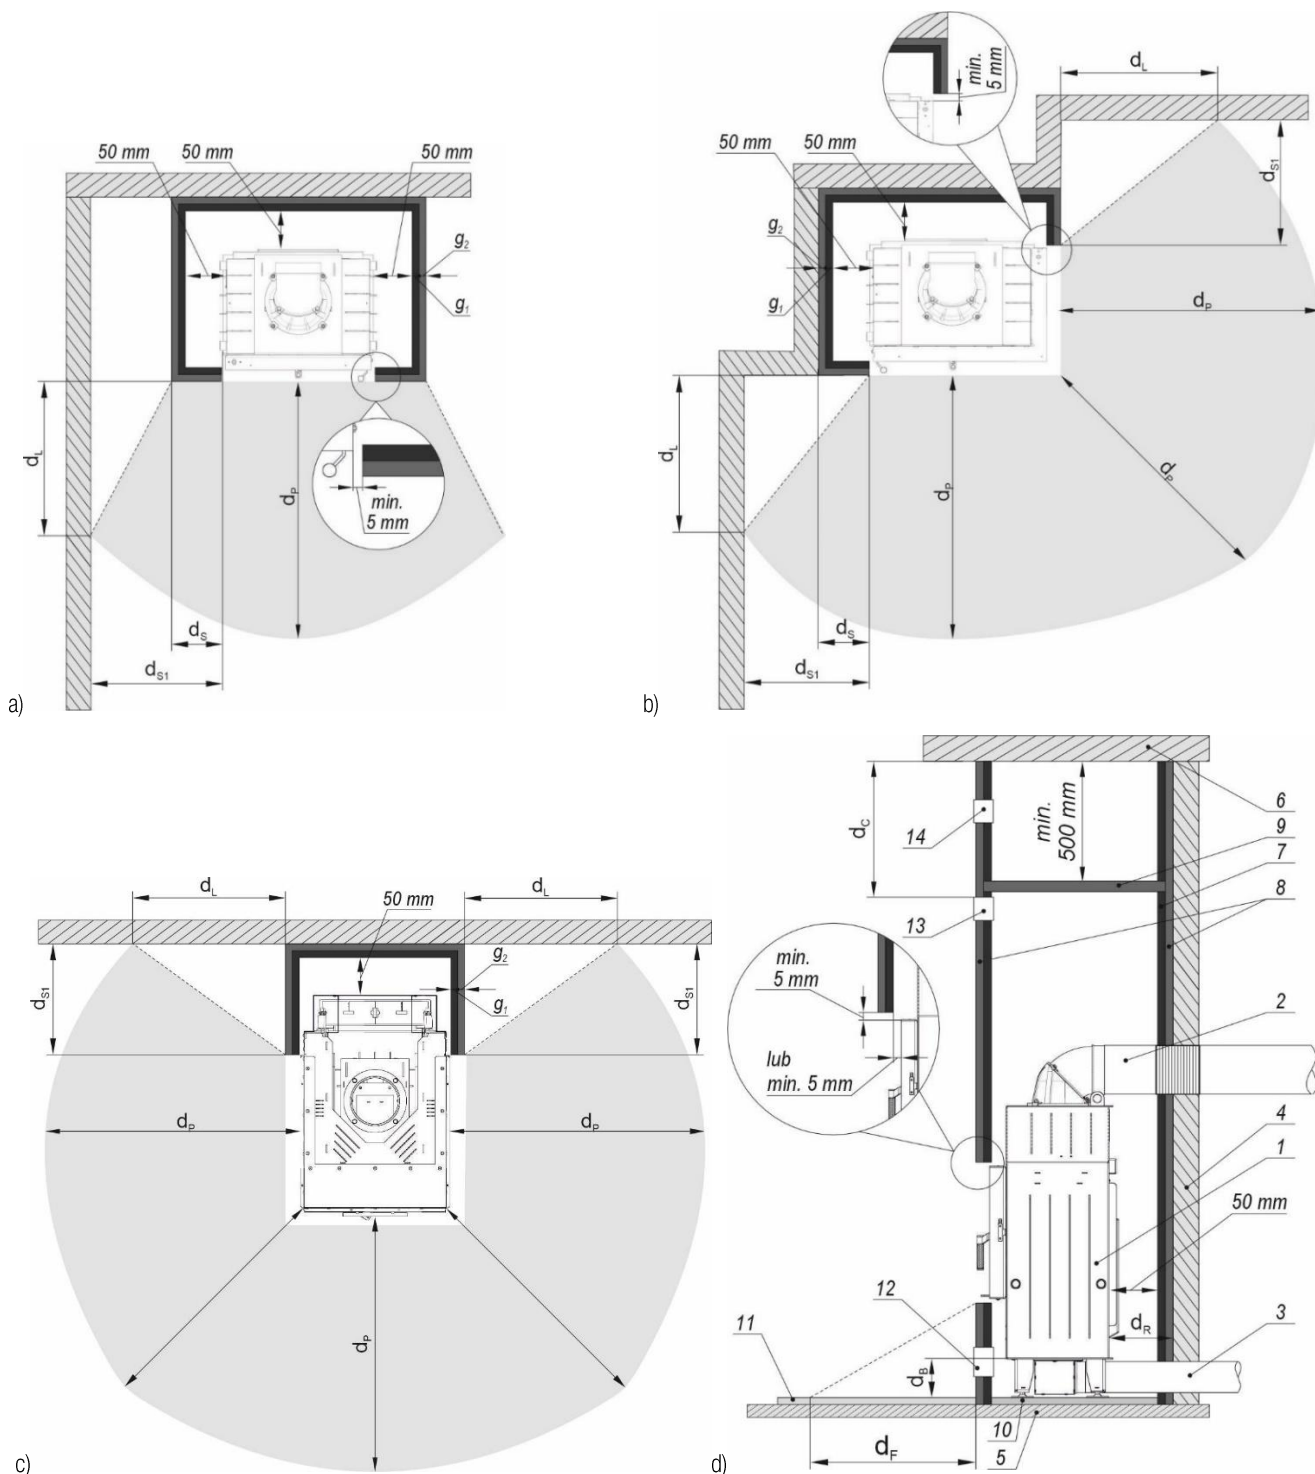 50 mm
50 mm
50 mm
g2
g1
dL
dP
min.
5 mm
dS
dS1
a)
min.
5 mm
dL
50 mm
50 mm
dS1
g2
g1
dP
dL
dP
dP
dS
dS1
b)
dL
50 mm
dL
g2
g1
dS1
dS1
dP
dP
dP
c)
6
9
7
8
2
4
1
50 mm
3
dC
min.
500 mm
14
13
min.
5 mm
lub
min. 5 mm
12
11
dR
dB
10
5
dF
d)